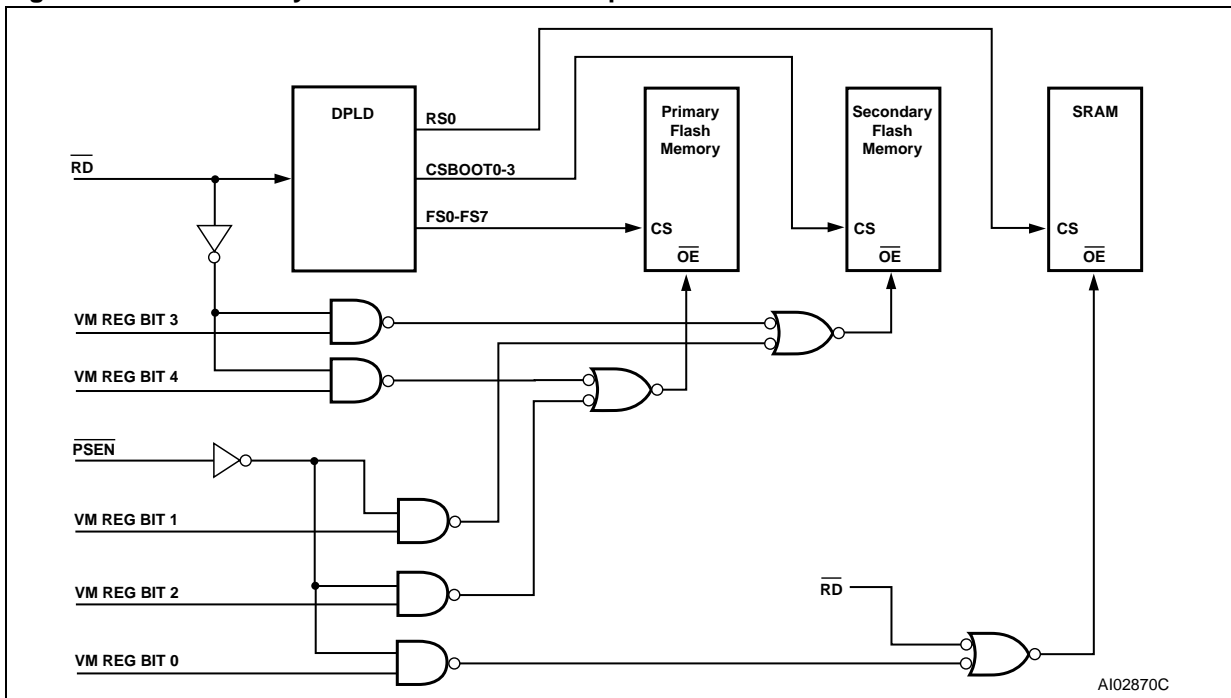 DPLD
RS0
CSBOOT0-3
FS0-FS7
Primary
Flash
Memory
CS
OE
Secondary
Flash
Memory
CS
OE
SRAM
CS
OE
RD
VM REG BIT 3
VM REG BIT 4
PSEN
VM REG BIT 1
VM REG BIT 2
VM REG BIT 0
RD
AI02870C